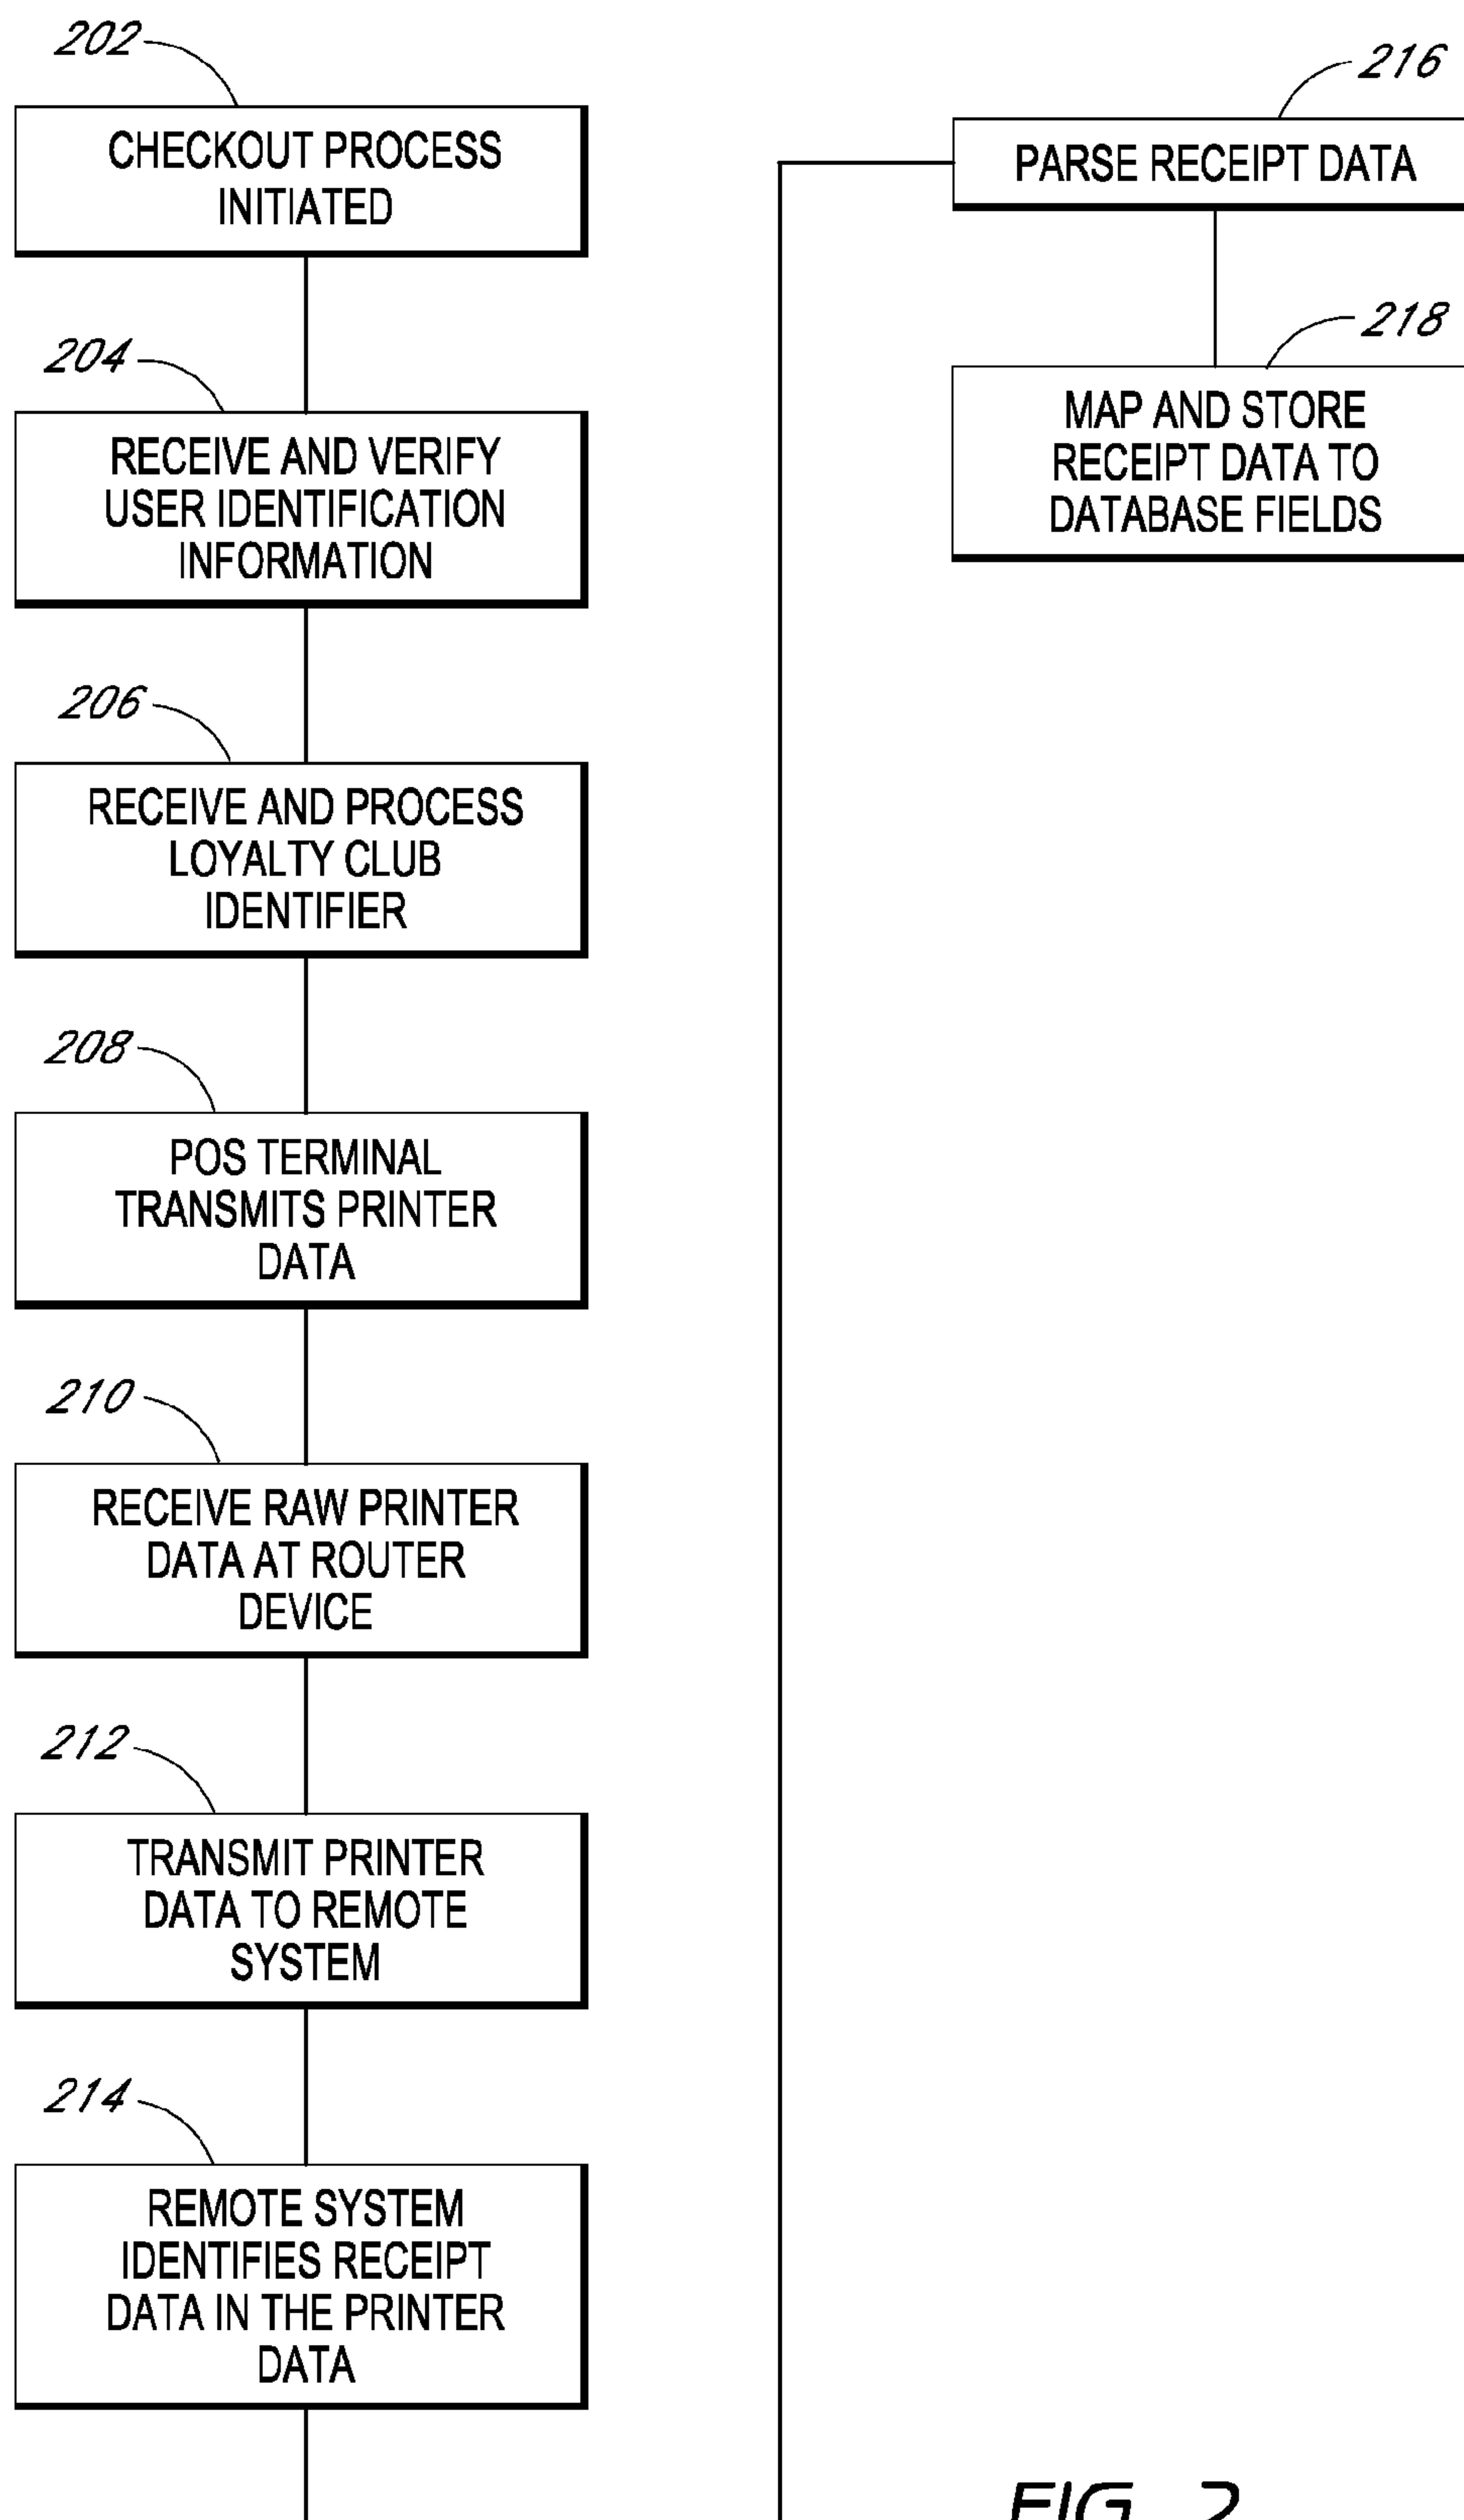 202
CHECKOUT PROCESS
INITIATED
204
RECEIVE AND VERIFY
USER IDENTIFICATION
INFORMATION
206
RECEIVE AND PROCESS
LOYALTY CLUB
IDENTIFIER
208
POS TERMINAL
TRANSMITS PRINTER
DATA
210
RECEIVE RAW PRINTER
DATA AT ROUTER
DEVICE
212
TRANSMIT PRINTER
DATA TO REMOTE
SYSTEM
214
REMOTE SYSTEM
IDENTIFIES RECEIPT
DATA IN THE PRINTER
DATA
216
PARSE RECEIPT DATA
218
MAP AND STORE
RECEIPT DATA TO
DATABASE FIELDS
FIG. 2